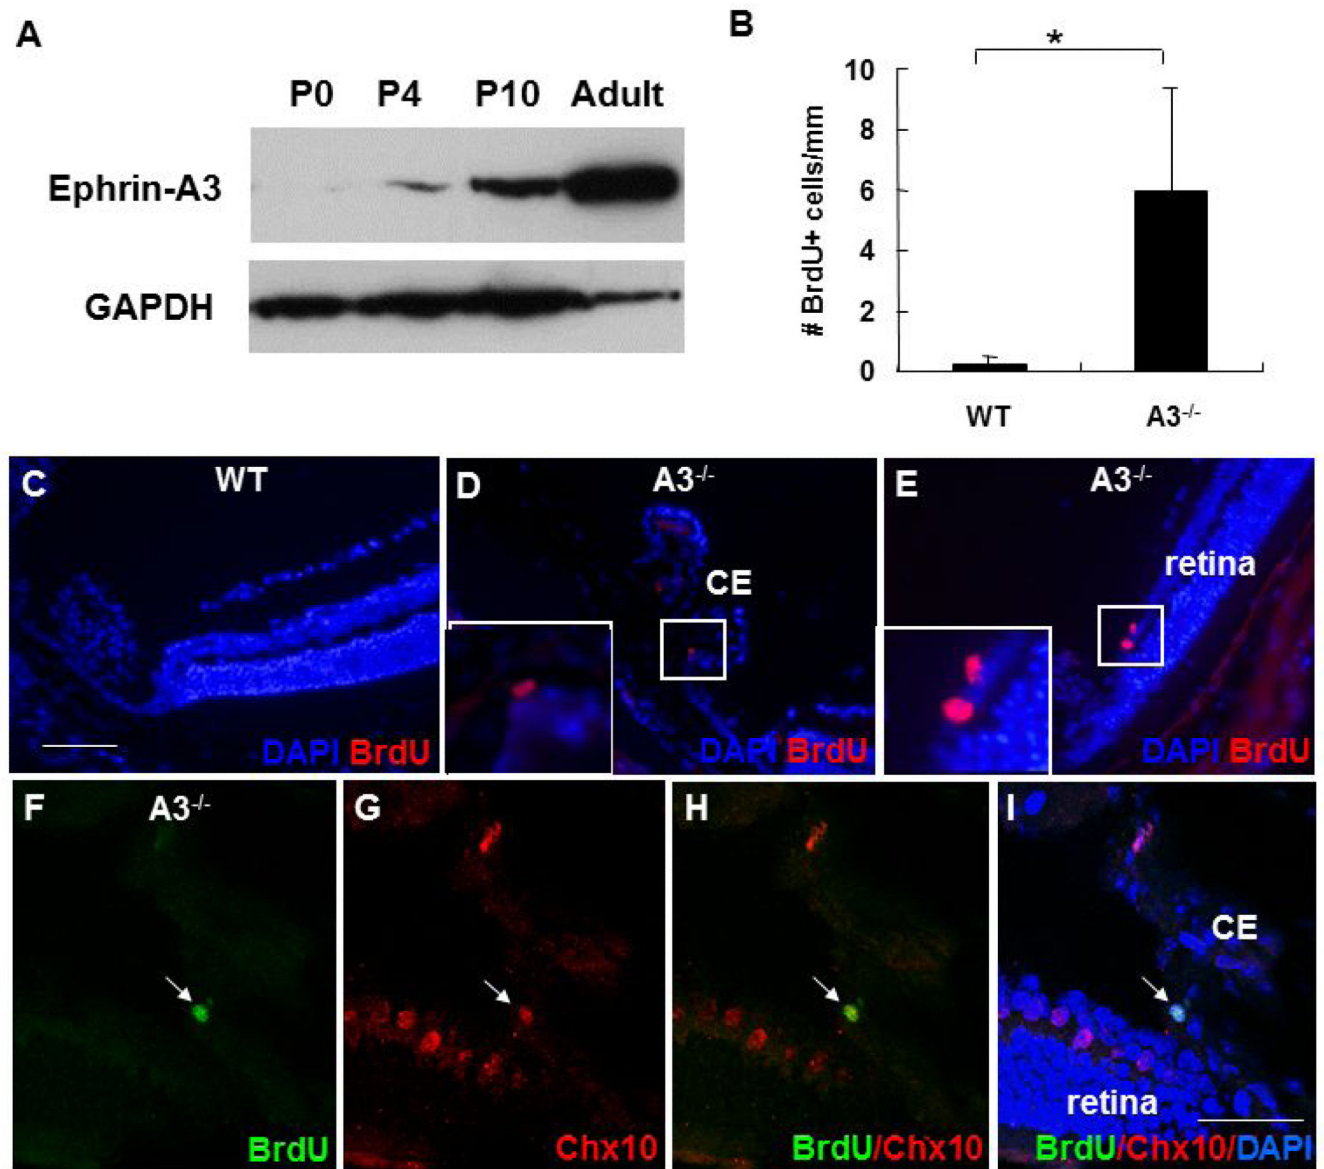 A
P0 P4 P10 Adult
Ephrin-A3
GAPDH
B
*
# BrdU+ cells/mm
10
8
6
4
2
0
WT A3-/-
C WT
DAPI BrdU
D A3-/-
CE
DAPI BrdU
E A3-/-
retina
DAPI BrdU
F A3-/-
BrdU
G
Chx10
H
BrdU/Chx10
I
CE
retina
BrdU/Chx10/DAPI